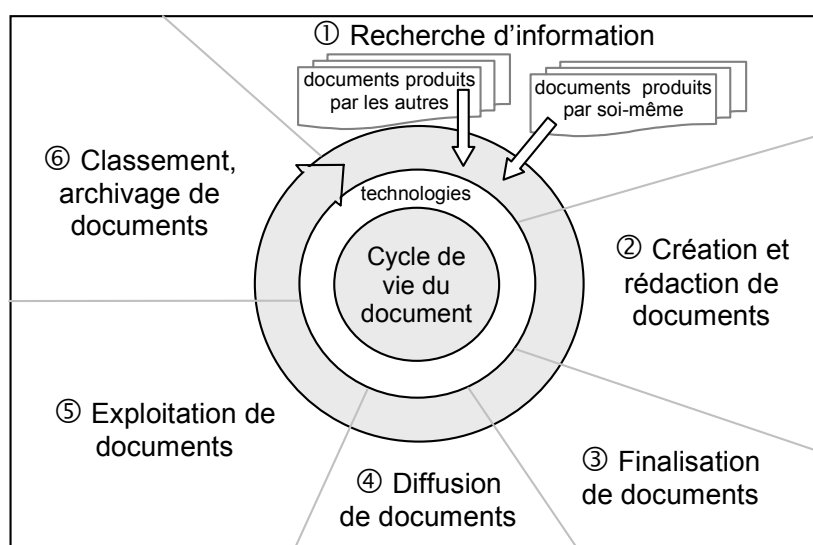 ① Recherche d’information
documents produits
par les autres
documents produits
par soi-même
technologies
Cycle de
vie du
document
② Création et
rédaction de
documents
③ Finalisation
de documents
④ Diffusion
de documents
⑤ Exploitation de
documents
⑥ Classement,
archivage de
documents